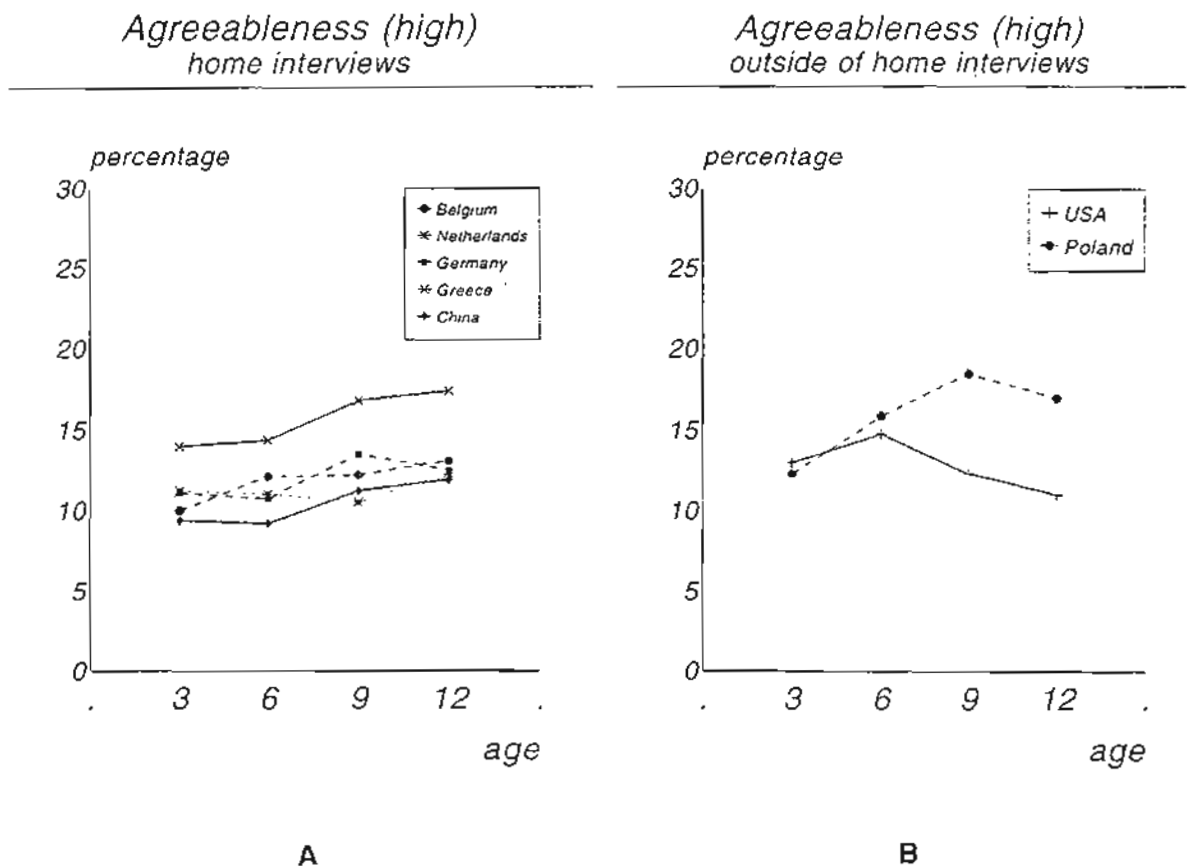 Agreeableness (high)
home interviews
percentage
30
25
20
15
10
5
0
Belgium
Netherlands
Germany
Greece
China
3 6 9 12
age
A
Agreeableness (high)
outside of home interviews
percentage
30
25
20
15
10
5
0
USA
Poland
3 6 9 12
age
B